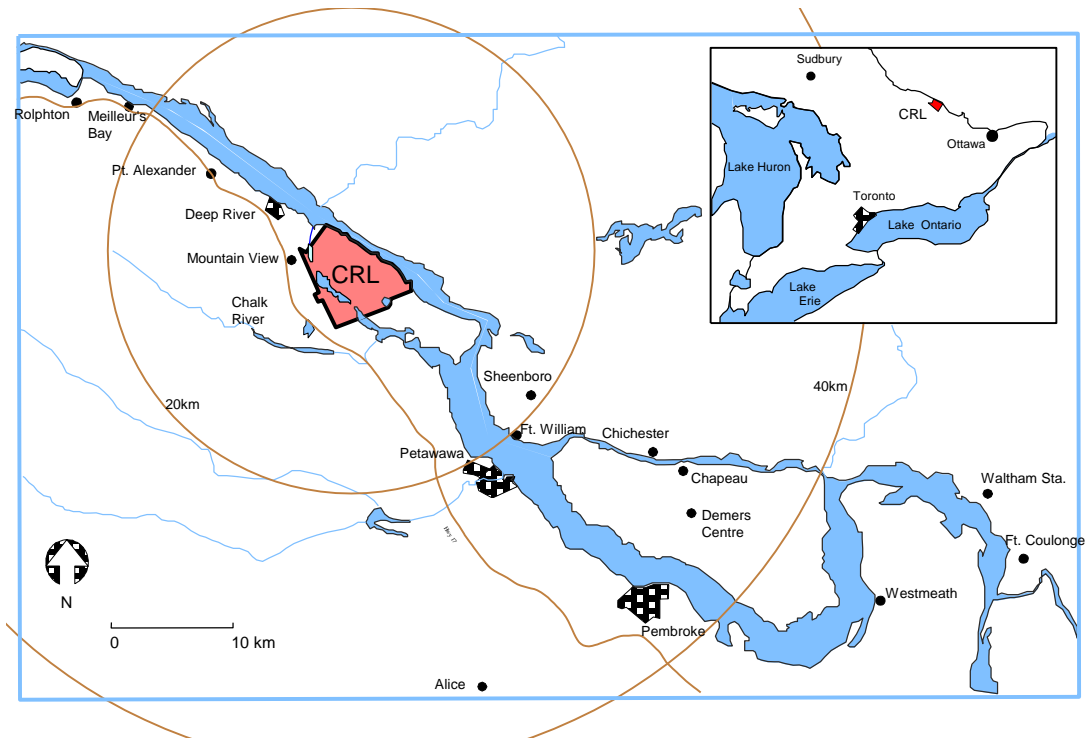 Sudbury
CRL
Ottawa
Lake Huron
Toronto
Lake Ontario
Lake
Erie
Rolphton
Meilleur's
Bay
Pt. Alexander
Deep River
Mountain View
CRL
Chalk
River
Sheenboro
20km
40km
Ft. William
Chichester
Petawawa
Chapeau
Waltham Sta.
Demers
Centre
Hwy 17
Ft. Coulonge
Westmeath
N
0
10 km
Pembroke
Alice